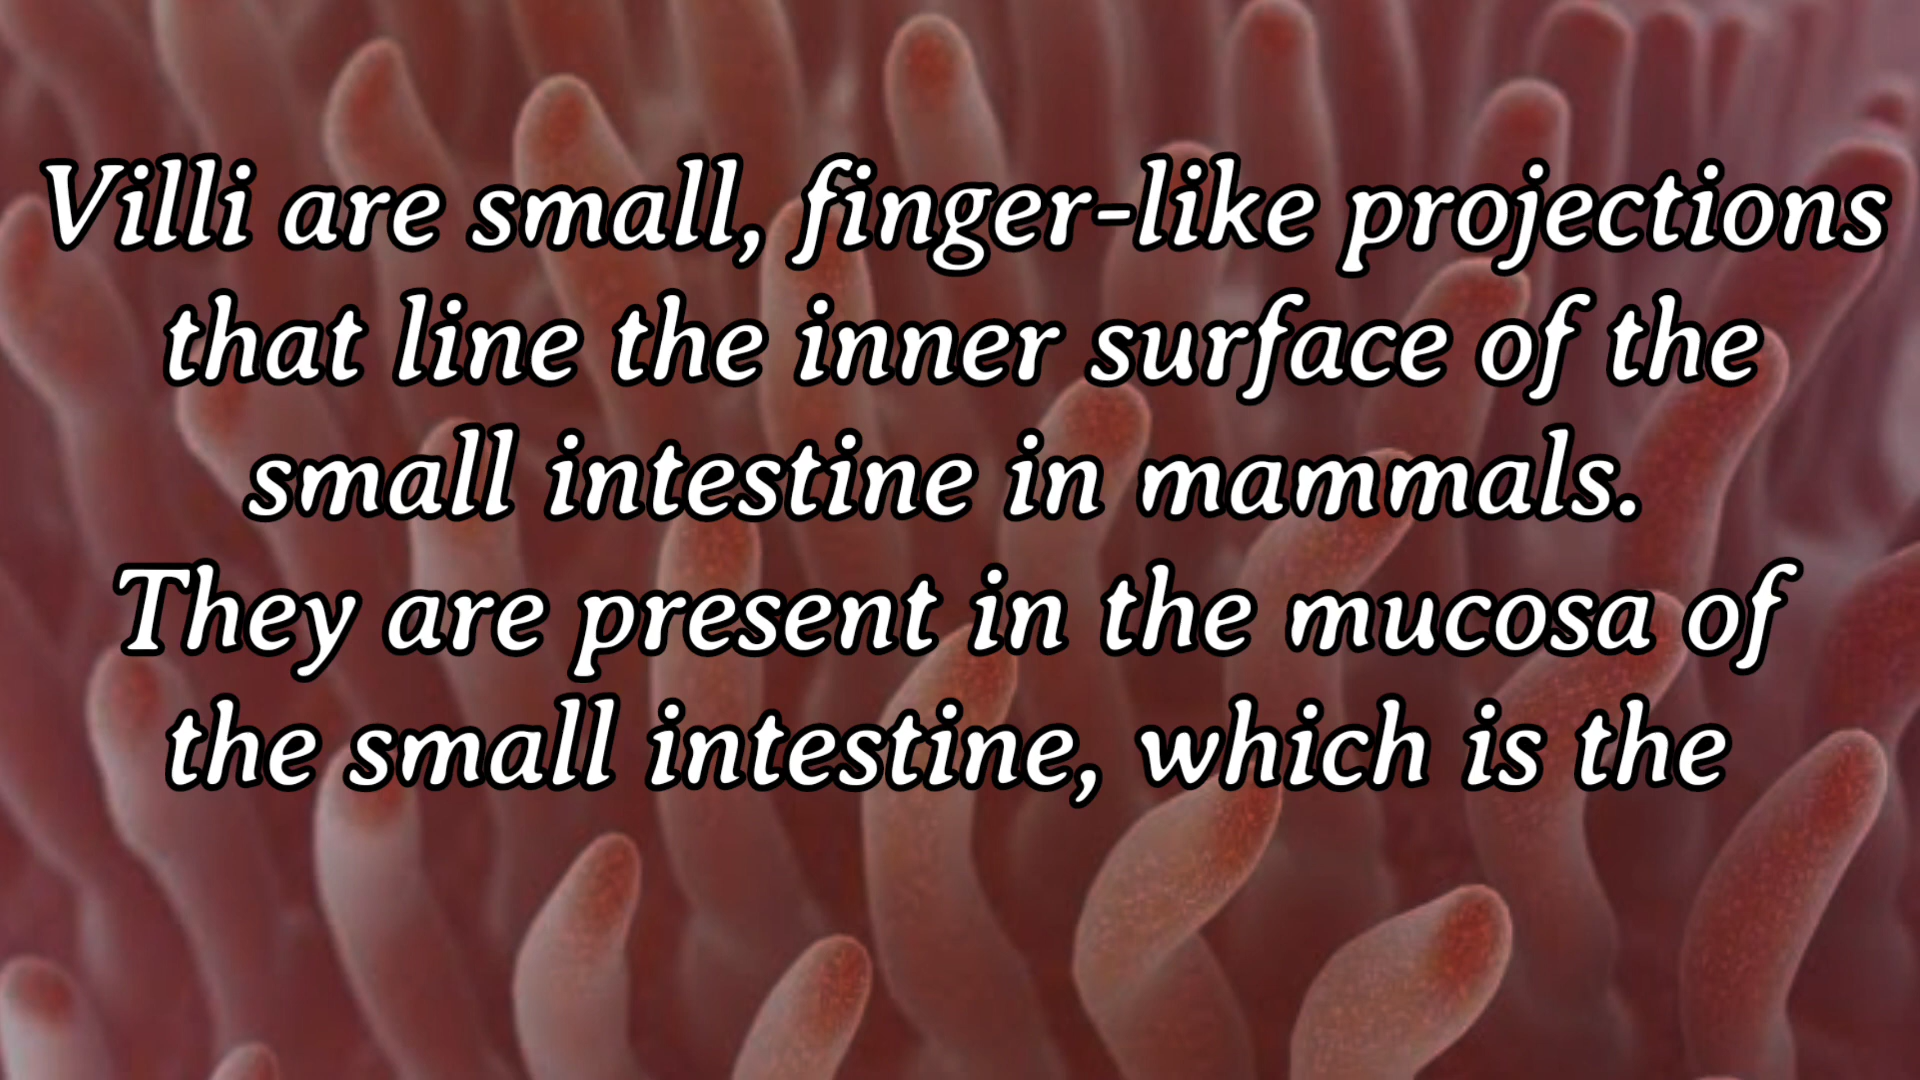 Villi are small, finger-like projections
that line the inner surface of the
small intestine in mammals.
They are present in the mucosa of
the small intestine, which is the